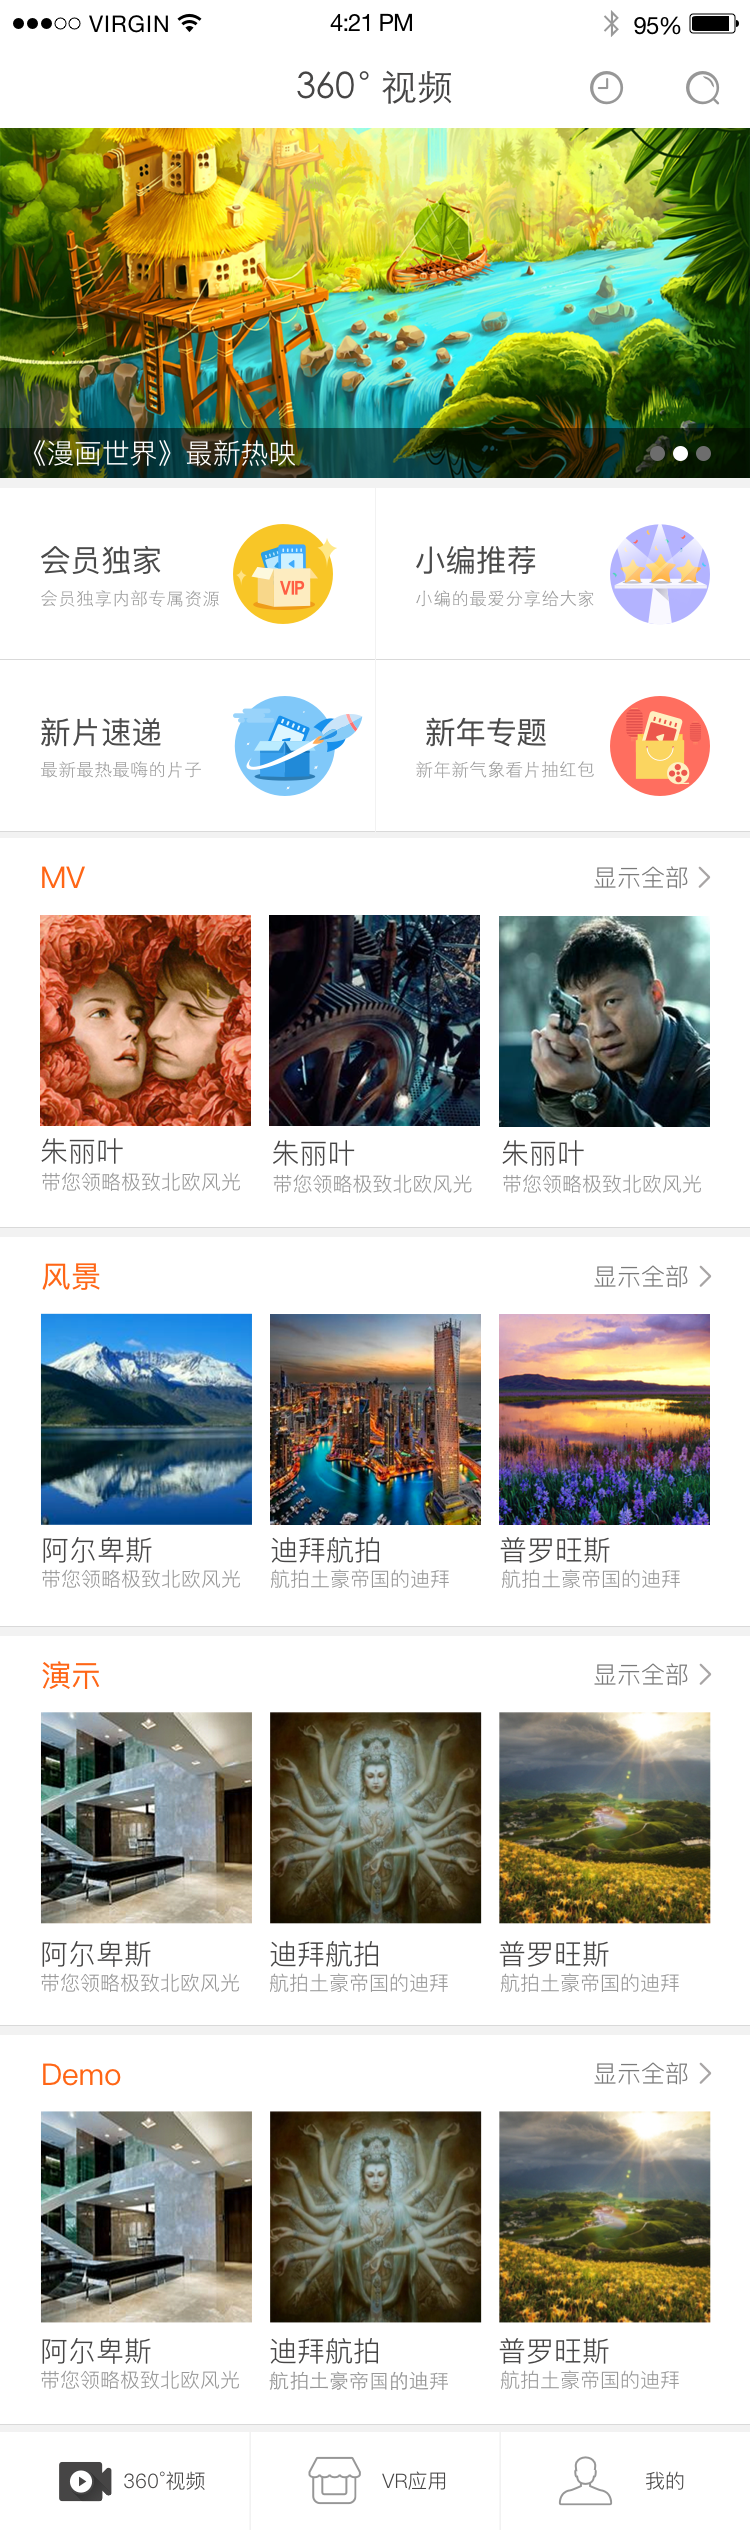 VIRGIN
4:21 PM
95%
360° 视频
《漫画世界》最新热映
会员独家
会员独享内部专属资源
VIP
小编推荐
小编的最爱分享给大家
新片速递
最新最热最嗨的片子
新年专题
新年新气象看片抽红包
MV
显示全部
朱丽叶
带您领略极致北欧风光
朱丽叶
带您领略极致北欧风光
朱丽叶
带您领略极致北欧风光
风景
显示全部
阿尔卑斯
带您领略极致北欧风光
迪拜航拍
航拍土豪帝国的迪拜
普罗旺斯
航拍土豪帝国的迪拜
演示
显示全部
阿尔卑斯
带您领略极致北欧风光
迪拜航拍
航拍土豪帝国的迪拜
普罗旺斯
航拍土豪帝国的迪拜
Demo
显示全部
阿尔卑斯
带您领略极致北欧风光
迪拜航拍
航拍土豪帝国的迪拜
普罗旺斯
航拍土豪帝国的迪拜
360°视频
VR应用
我的